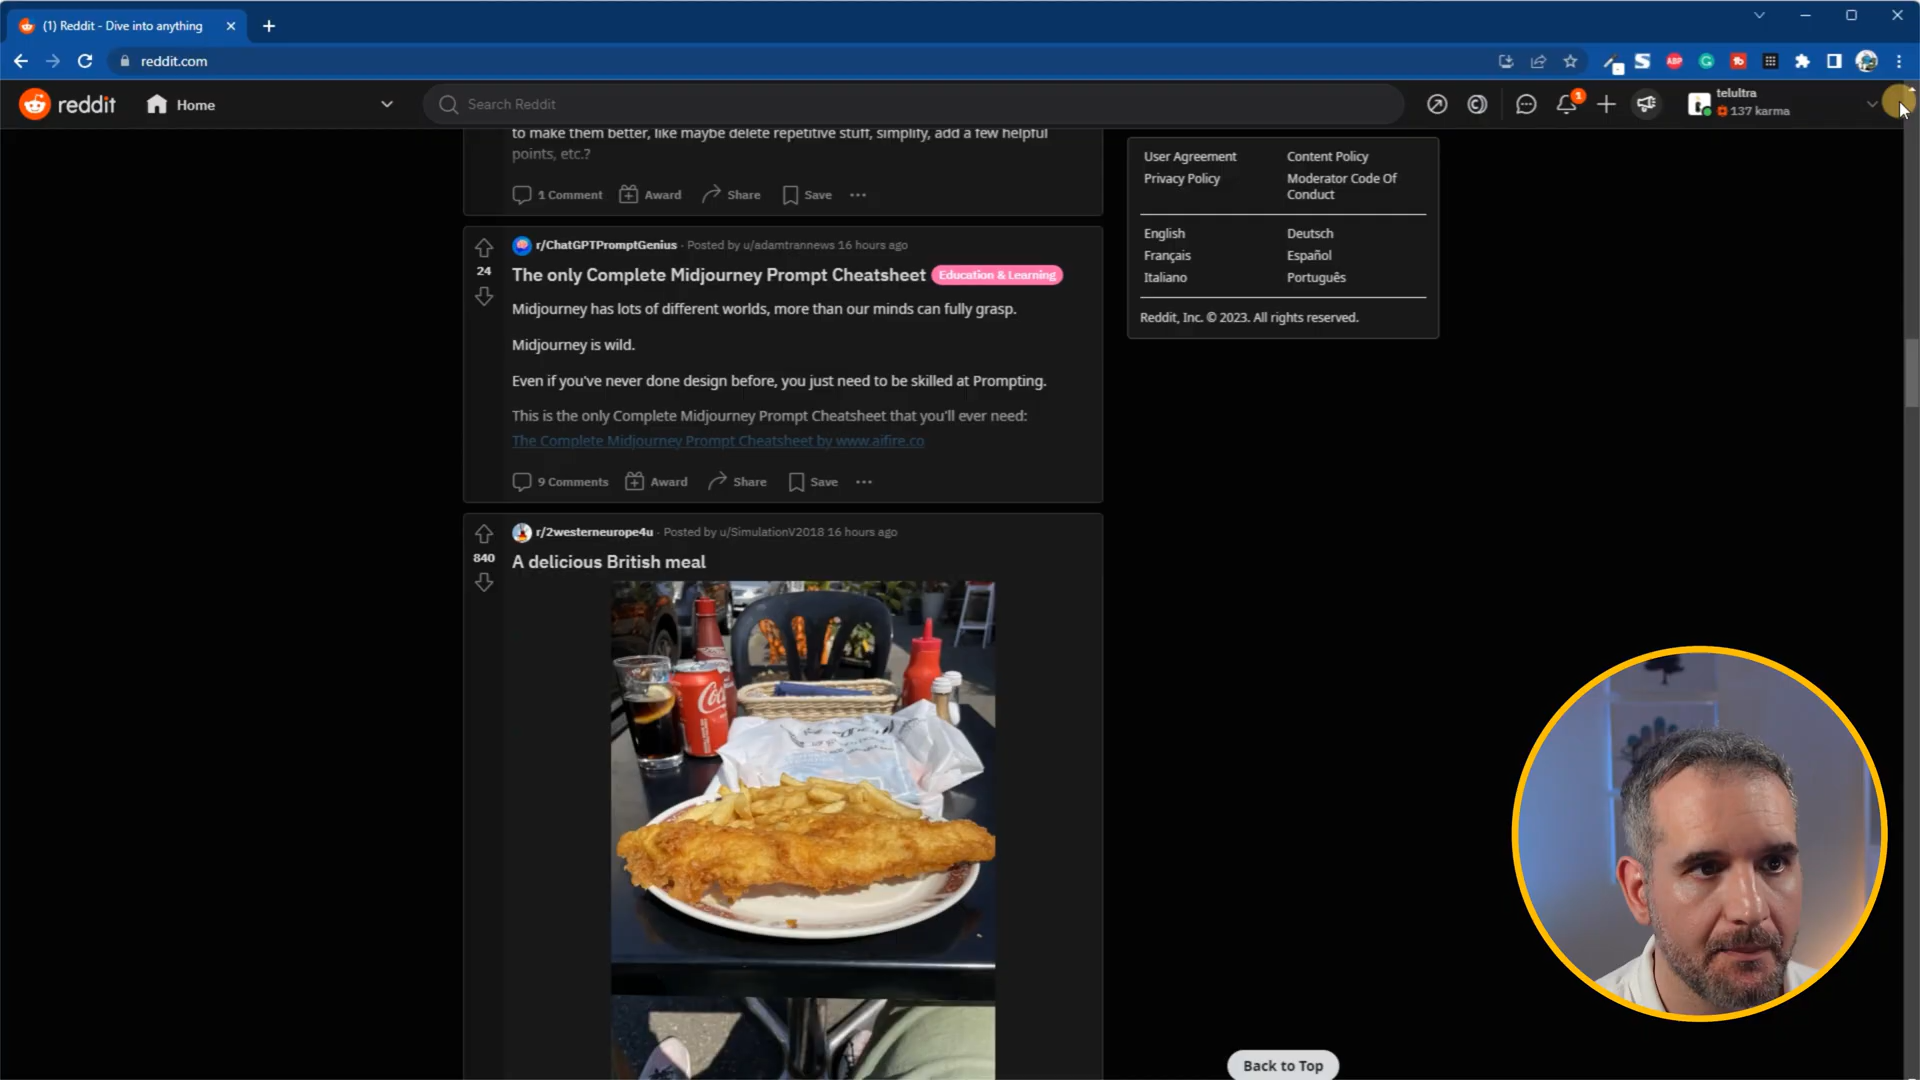 (1) Reddit - Dive into anything
reddit.com
ABP
reddit
Home
Search Reddit
1
telultra
137 karma
to make them better, like maybe delete repetitive stuff, simplify, add a few helpful
points, etc.?
1 Comment Award Share Save
User Agreement Content Policy
Privacy Policy Moderator Code Of
Conduct
English Deutsch
Français Español
Italiano Português
Reddit, Inc. © 2023. All rights reserved.
r/ChatGPTPromptGenius · Posted by u/adamtrannews 16 hours ago
24
The only Complete Midjourney Prompt Cheatsheet Education & Learning
Midjourney has lots of different worlds, more than our minds can fully grasp.
Midjourney is wild.
Even if you've never done design before, you just need to be skilled at Prompting.
This is the only Complete Midjourney Prompt Cheatsheet that you'll ever need:
The Complete Midjourney Prompt Cheatsheet by www.aifire.co
9 Comments Award Share Save
r/2westerneurope4u · Posted by u/SimulationV2018 16 hours ago
840
A delicious British meal
Back to Top